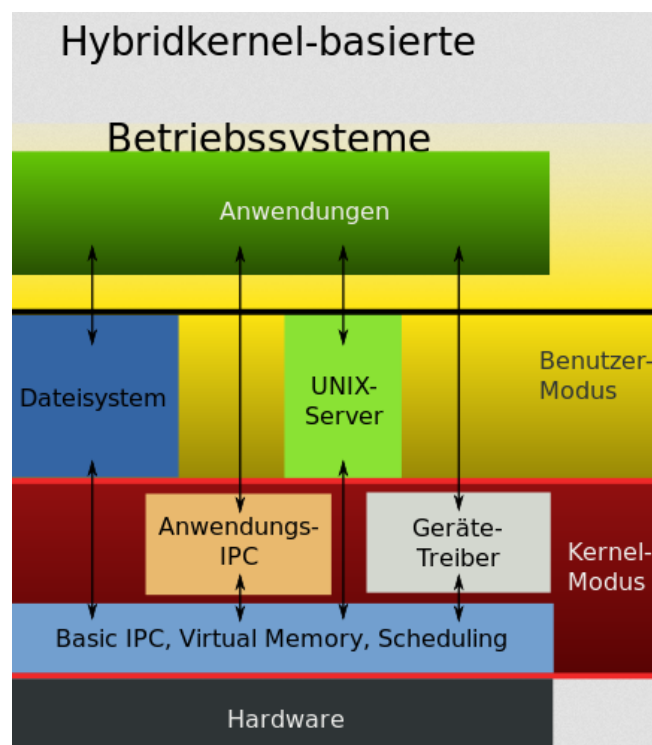 Hybridkernel-basierte
Betriebssysteme
Anwendungen
Dateisystem
UNIX-
Server
Benutzer-
Modus
Anwendungs-
IPC
Geräte-
Treiber
Kernel-
Modus
Basic IPC, Virtual Memory, Scheduling
Hardware